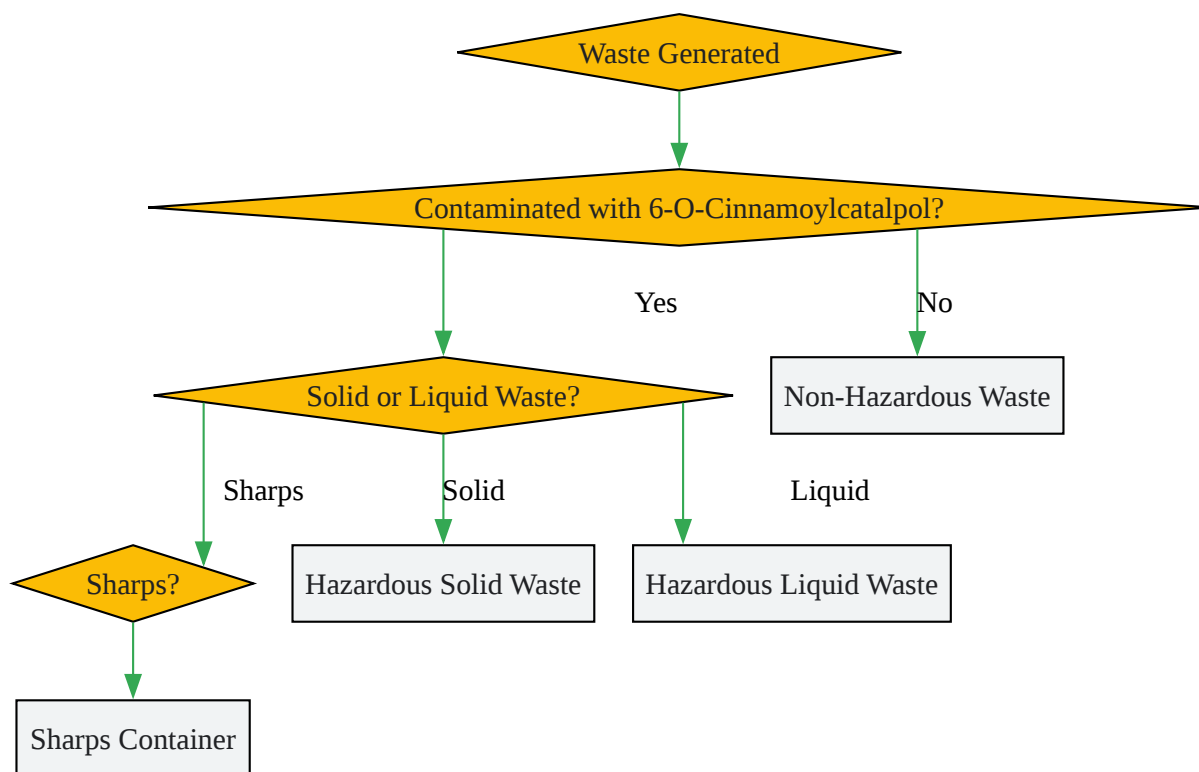 Waste Generated
Contaminated with 6-O-Cinnamoylcatalpol?
Yes
No
Solid or Liquid Waste?
Non-Hazardous Waste
Sharps
Solid
Liquid
Sharps?
Hazardous Solid Waste
Hazardous Liquid Waste
Sharps Container